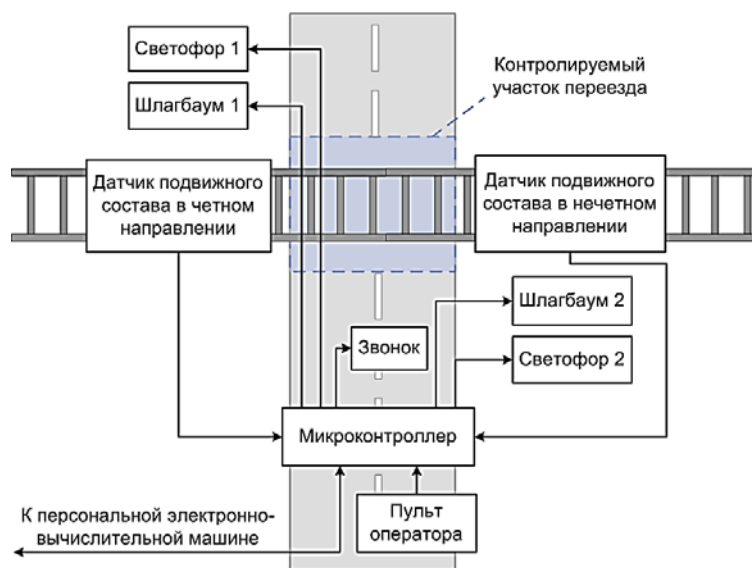 Светофор 1
Шлагбаум 1
Контролируемый
участок переезда
Датчик подвижного
состава в четном
направлении
Датчик подвижного
состава в нечетном
направлении
Шлагбаум 2
Звонок
Светофор 2
Микроконтроллер
К персональной электронно-
вычислительной машине
Пульт
оператора